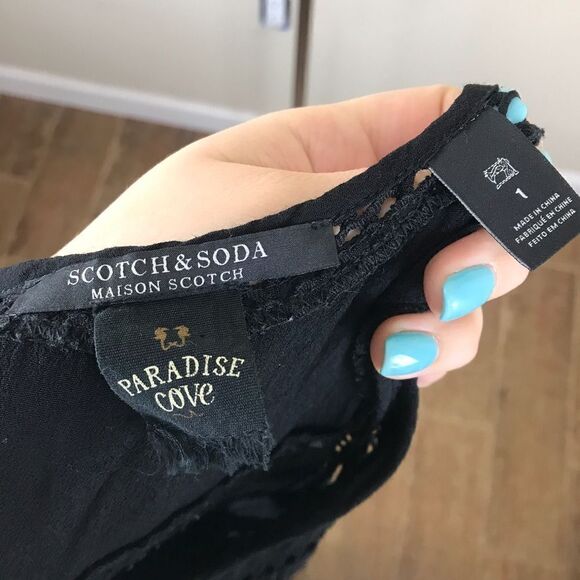 SCOTCH & SODA
MAISON SCOTCH
PARADISE
COVE
1
MADE IN CHINA
FABRIQUÉ EN CHINE
FEITO EM CHINA